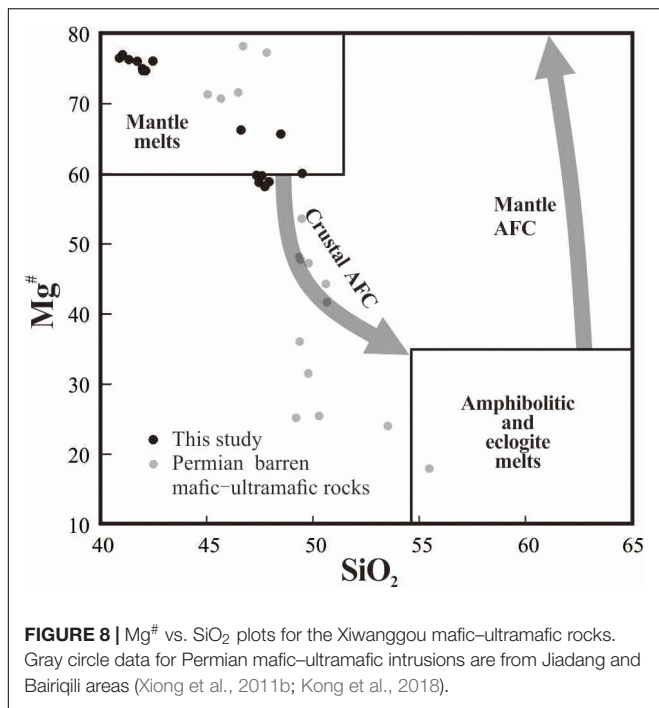 80
70
60
50
40
30
20
10
Mg#
Mantle
melts
Crustal AFC
Mantle
AFC
Amphibolitic
and
eclogite
melts
This study
Permian barren
mafic−ultramafic rocks
40
45
50
55
60
65
SiO2
FIGURE 8 | Mg# vs. SiO2 plots for the Xiwanggou mafic–ultramafic rocks.
Gray circle data for Permian mafic–ultramafic intrusions are from Jiadang and
Bairiqili areas (Xiong et al., 2011b; Kong et al., 2018).